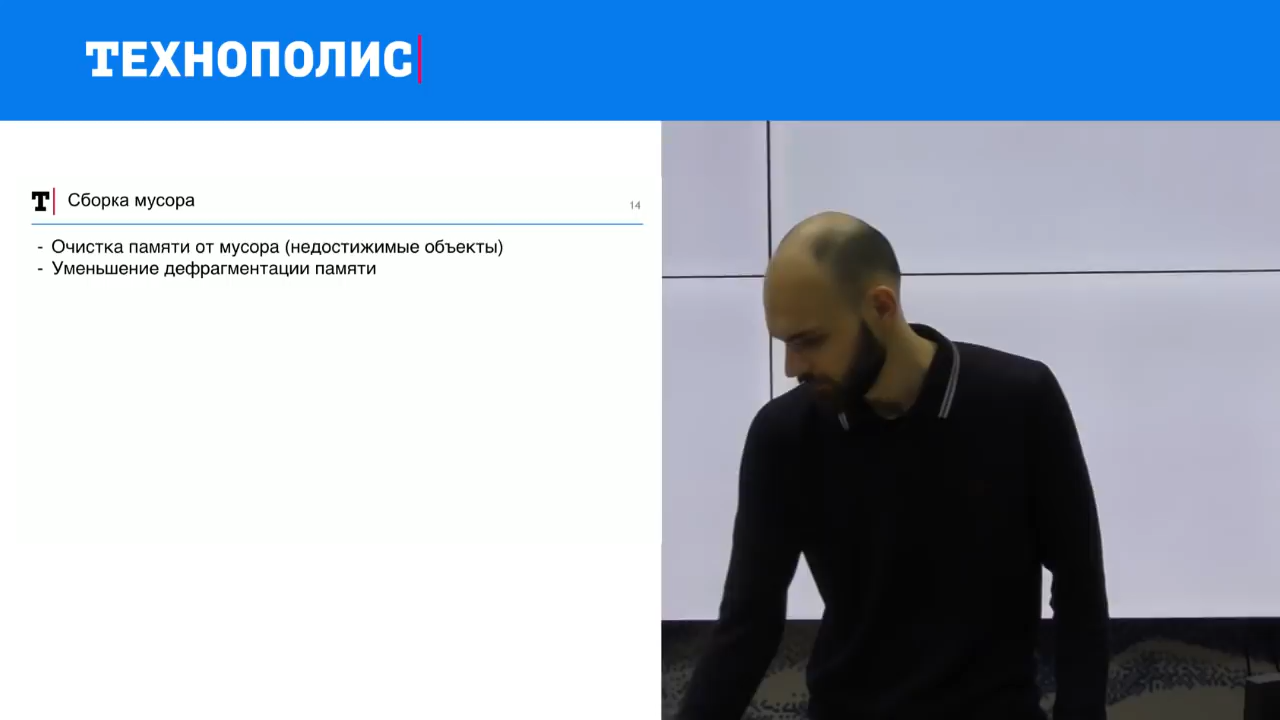 ТЕХНОПОЛИС
Т Сборка мусора
14
- Очистка памяти от мусора (недостижимые объекты)
- Уменьшение дефрагментации памяти